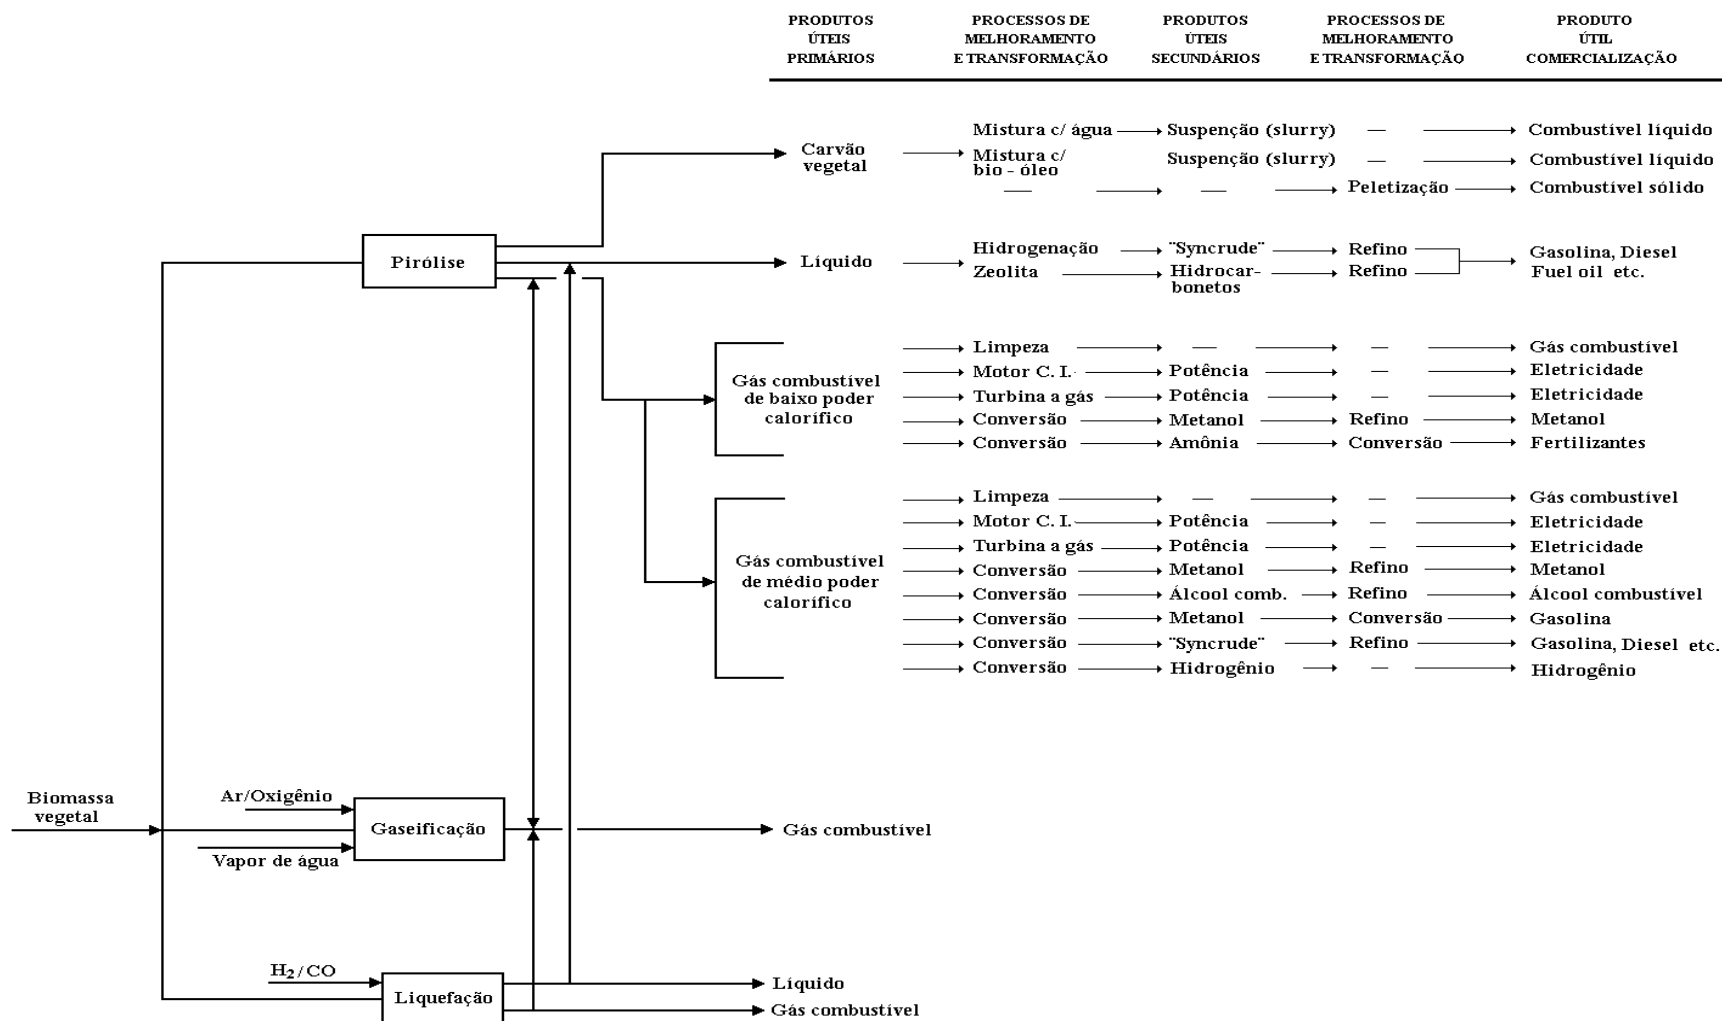 PRODUTOS ÚTEIS PRIMÁRIOS
PROCESSOS DE MELHORAMENTO E TRANSFORMAÇÃO
PRODUTOS ÚTEIS SECUNDÁRIOS
PROCESSOS DE MELHORAMENTO E TRANSFORMAÇÃO
PRODUTO ÚTIL COMERCIALIZAÇÃO
Carvão vegetal
Mistura c/ água Suspenção (slurry) — Combustível líquido
Mistura c/ bio - óleo Suspenção (slurry) — Combustível líquido
— — Peletização Combustível sólido
Pirólise
Líquido
Hidrogenação ¨Syncrude¨ Refino
Zeolita Hidrocar- bonetos Refino
Gasolina, Diesel
Fuel oil etc.
Gás combustível
de baixo poder
calorífico
Limpeza — — Gás combustível
Motor C. I. Potência — Eletricidade
Turbina a gás Potência — Eletricidade
Conversão Metanol Refino Metanol
Conversão Amônia Conversão Fertilizantes
Gás combustível
de médio poder
calorífico
Limpeza — — Gás combustível
Motor C. I. Potência — Eletricidade
Turbina a gás Potência — Eletricidade
Conversão Metanol Refino Metanol
Conversão Álcool comb. Refino Álcool combustível
Conversão Metanol Conversão Gasolina
Conversão ¨Syncrude¨ Refino Gasolina, Diesel etc.
Conversão Hidrogênio — Hidrogênio
Biomassa
vegetal
Ar/Oxigênio
Vapor de água
Gaseificação
Gás combustível
H2/CO
Liquefação
Líquido
Gás combustível